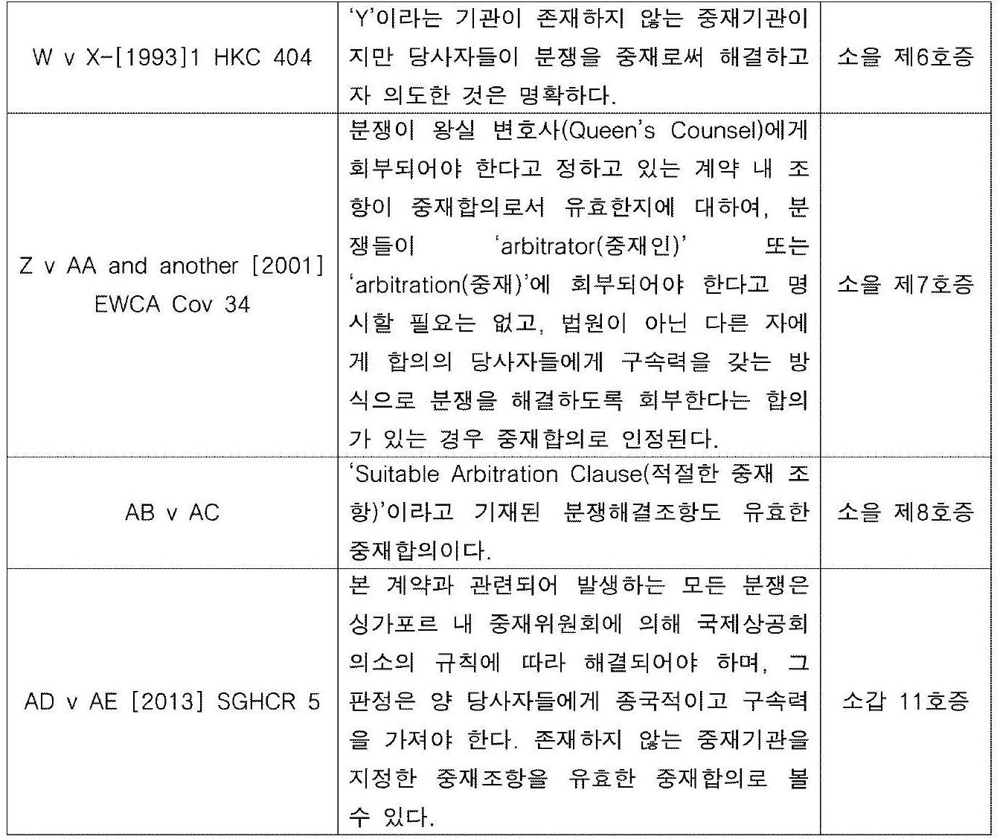 W v X-[1993]1 HKC 404
'Y'이라는 기관이 존재하지 않는 중재기관이
지만 당사자들이 분쟁을 중재로써 해결하고
자 의도한 것은 명확하다.
소을 제6호증
Z v AA and another [2001]
EWCA Cov 34
분쟁이 왕실 변호사(Queen's Counsel)에게
회부되어야 한다고 정하고 있는 계약 내 조
항이 중재합의로서 유효한지에 대하여, 분
쟁들이 'arbitrator(중재인)' 또는
'arbitration(중재)'에 회부되어야 한다고 명
시할 필요는 없고, 법원이 아닌 다른 자에
게 합의의 당사자들에게 구속력을 갖는 방
식으로 분쟁을 해결하도록 회부한다는 합의
가 있는 경우 중재합의로 인정된다.
소을 제7호증
AB v AC
'Suitable Arbitration Clause(적절한 중재 조
항)'이라고 기재된 분쟁해결조항도 유효한
중재합의이다.
소을 제8호증
AD v AE [2013] SGHCR 5
본 계약과 관련되어 발생하는 모든 분쟁은
싱가포르 내 중재위원회에 의해 국제상공회
의소의 규칙에 따라 해결되어야 하며, 그
판정은 양 당사자들에게 종국적이고 구속력
을 가져야 한다. 존재하지 않는 중재기관을
지정한 중재조항을 유효한 중재합의로 볼
수 있다.
소갑 11호증